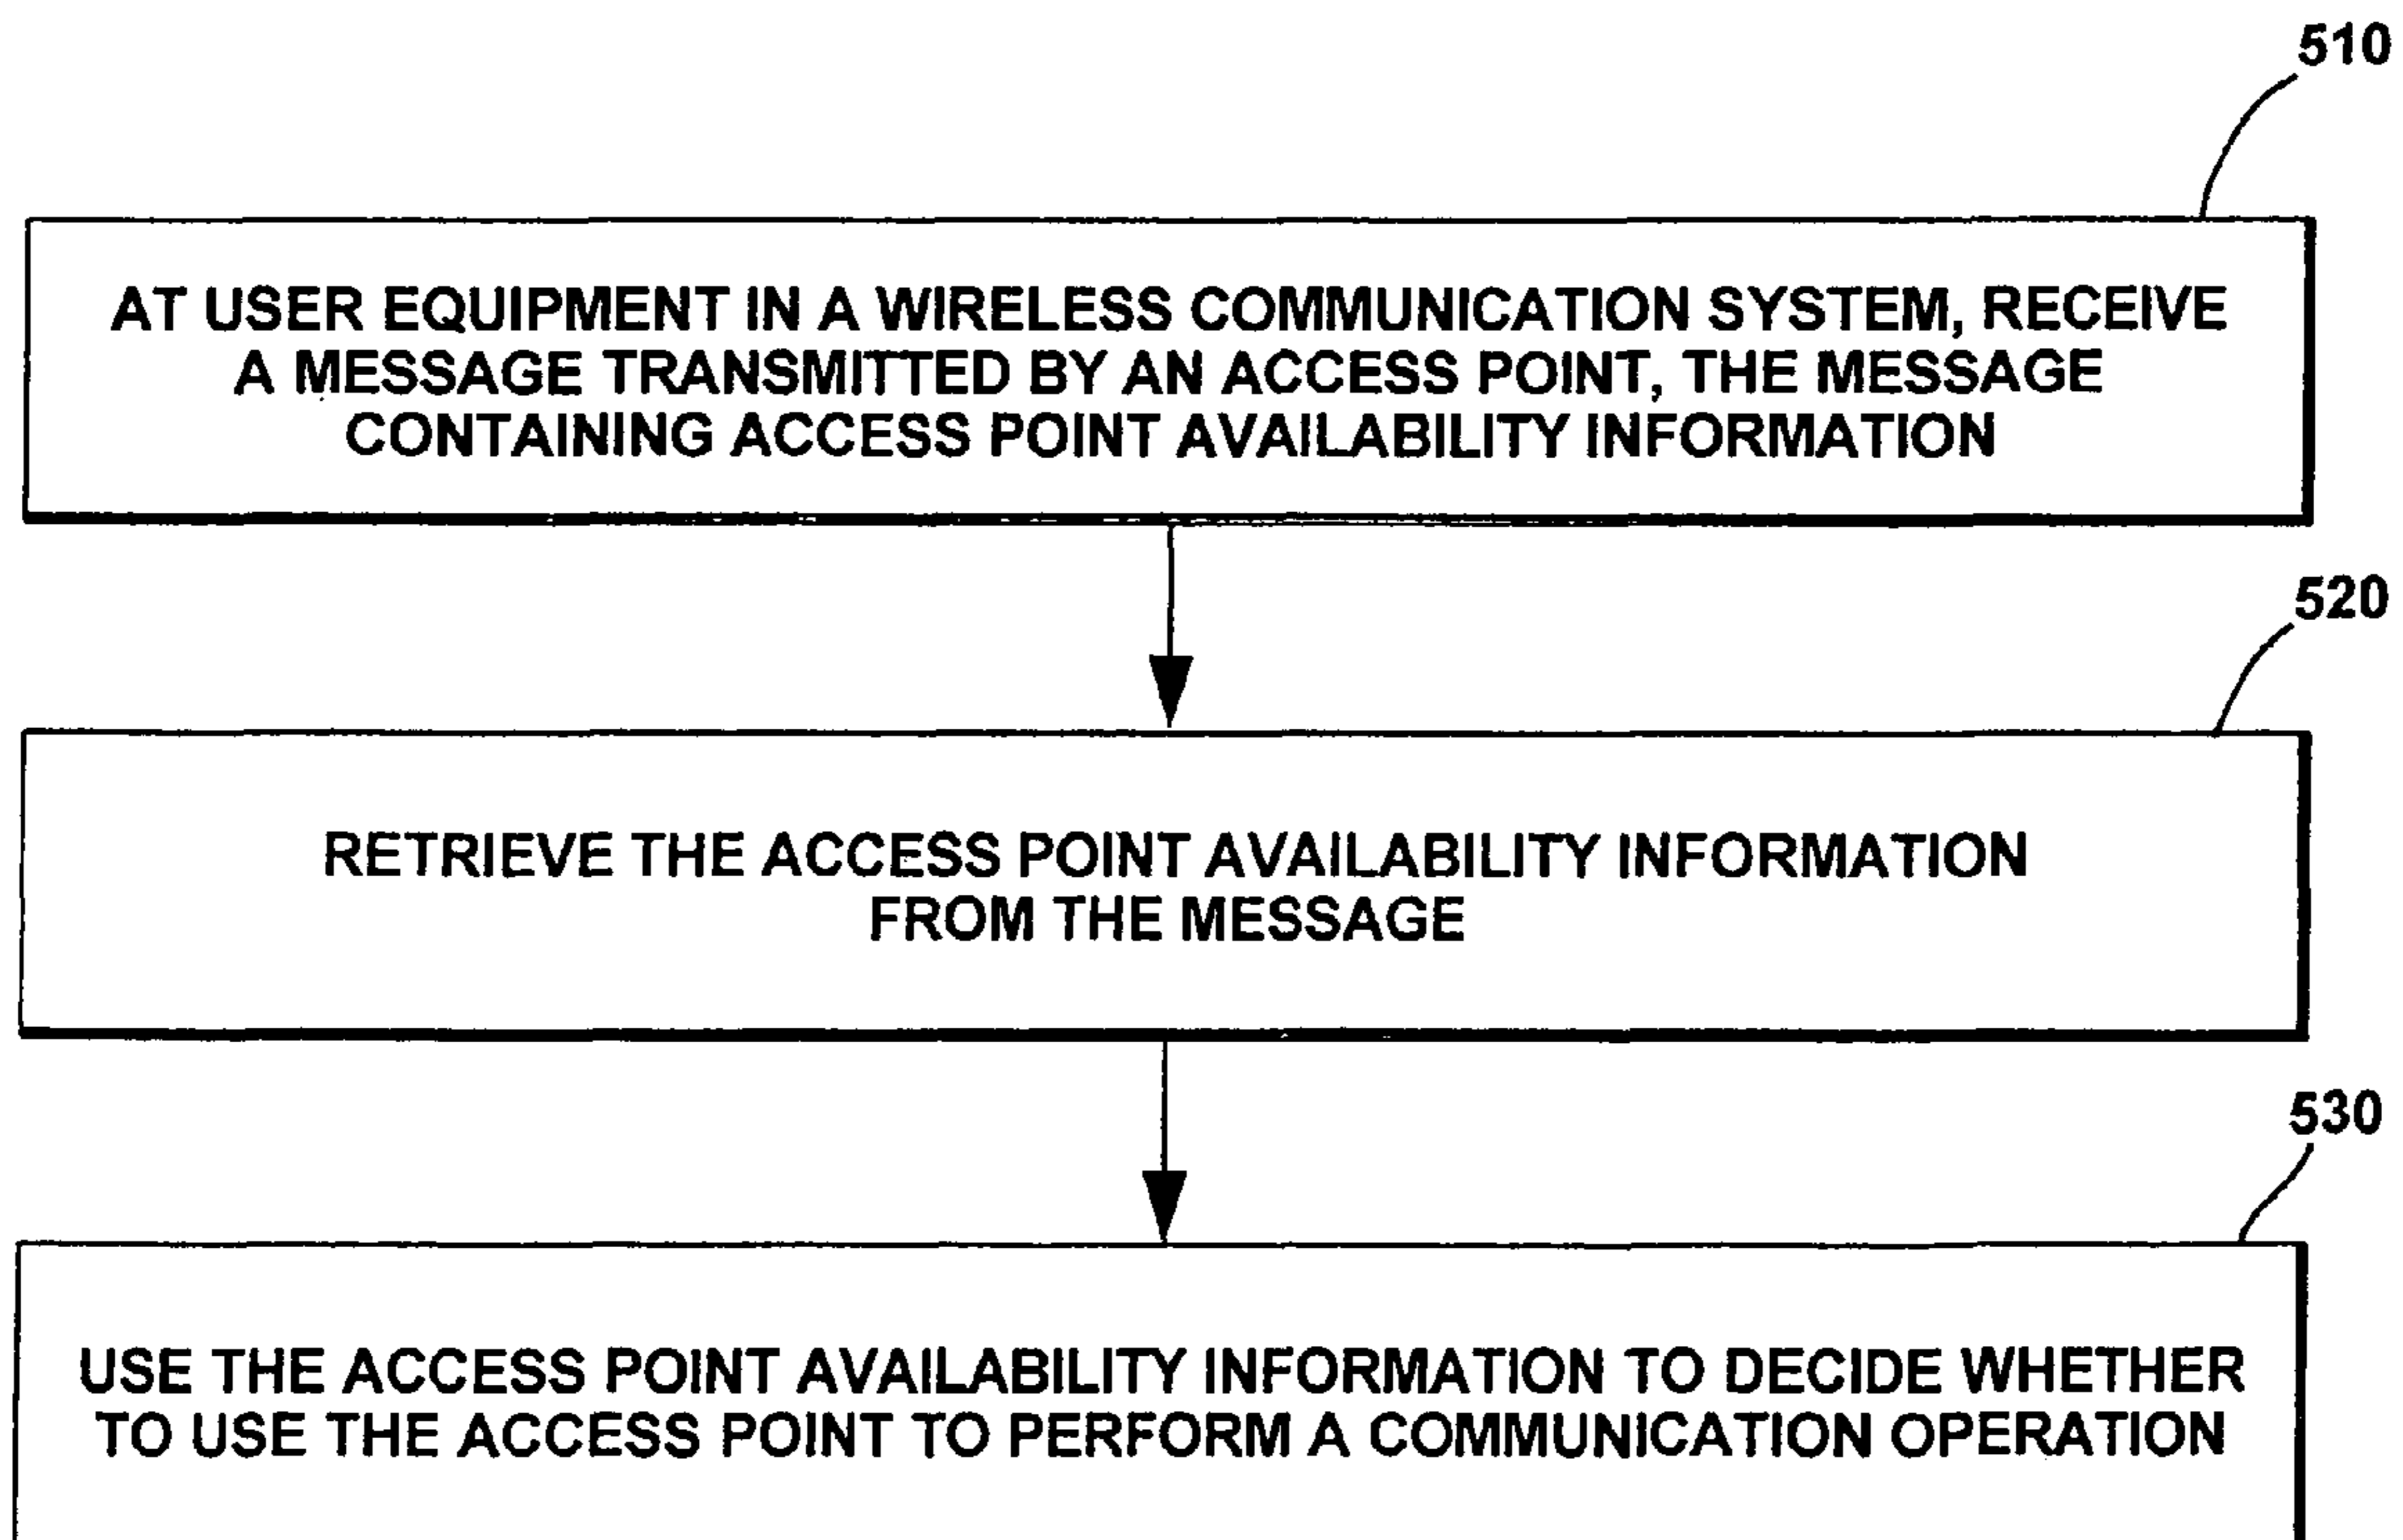 510
AT USER EQUIPMENT IN A WIRELESS COMMUNICATION SYSTEM, RECEIVE
A MESSAGE TRANSMITTED BY AN ACCESS POINT, THE MESSAGE
CONTAINING ACCESS POINT AVAILABILITY INFORMATION
520
RETRIEVE THE ACCESS POINT AVAILABILITY INFORMATION
FROM THE MESSAGE
530
USE THE ACCESS POINT AVAILABILITY INFORMATION TO DECIDE WHETHER
TO USE THE ACCESS POINT TO PERFORM A COMMUNICATION OPERATION